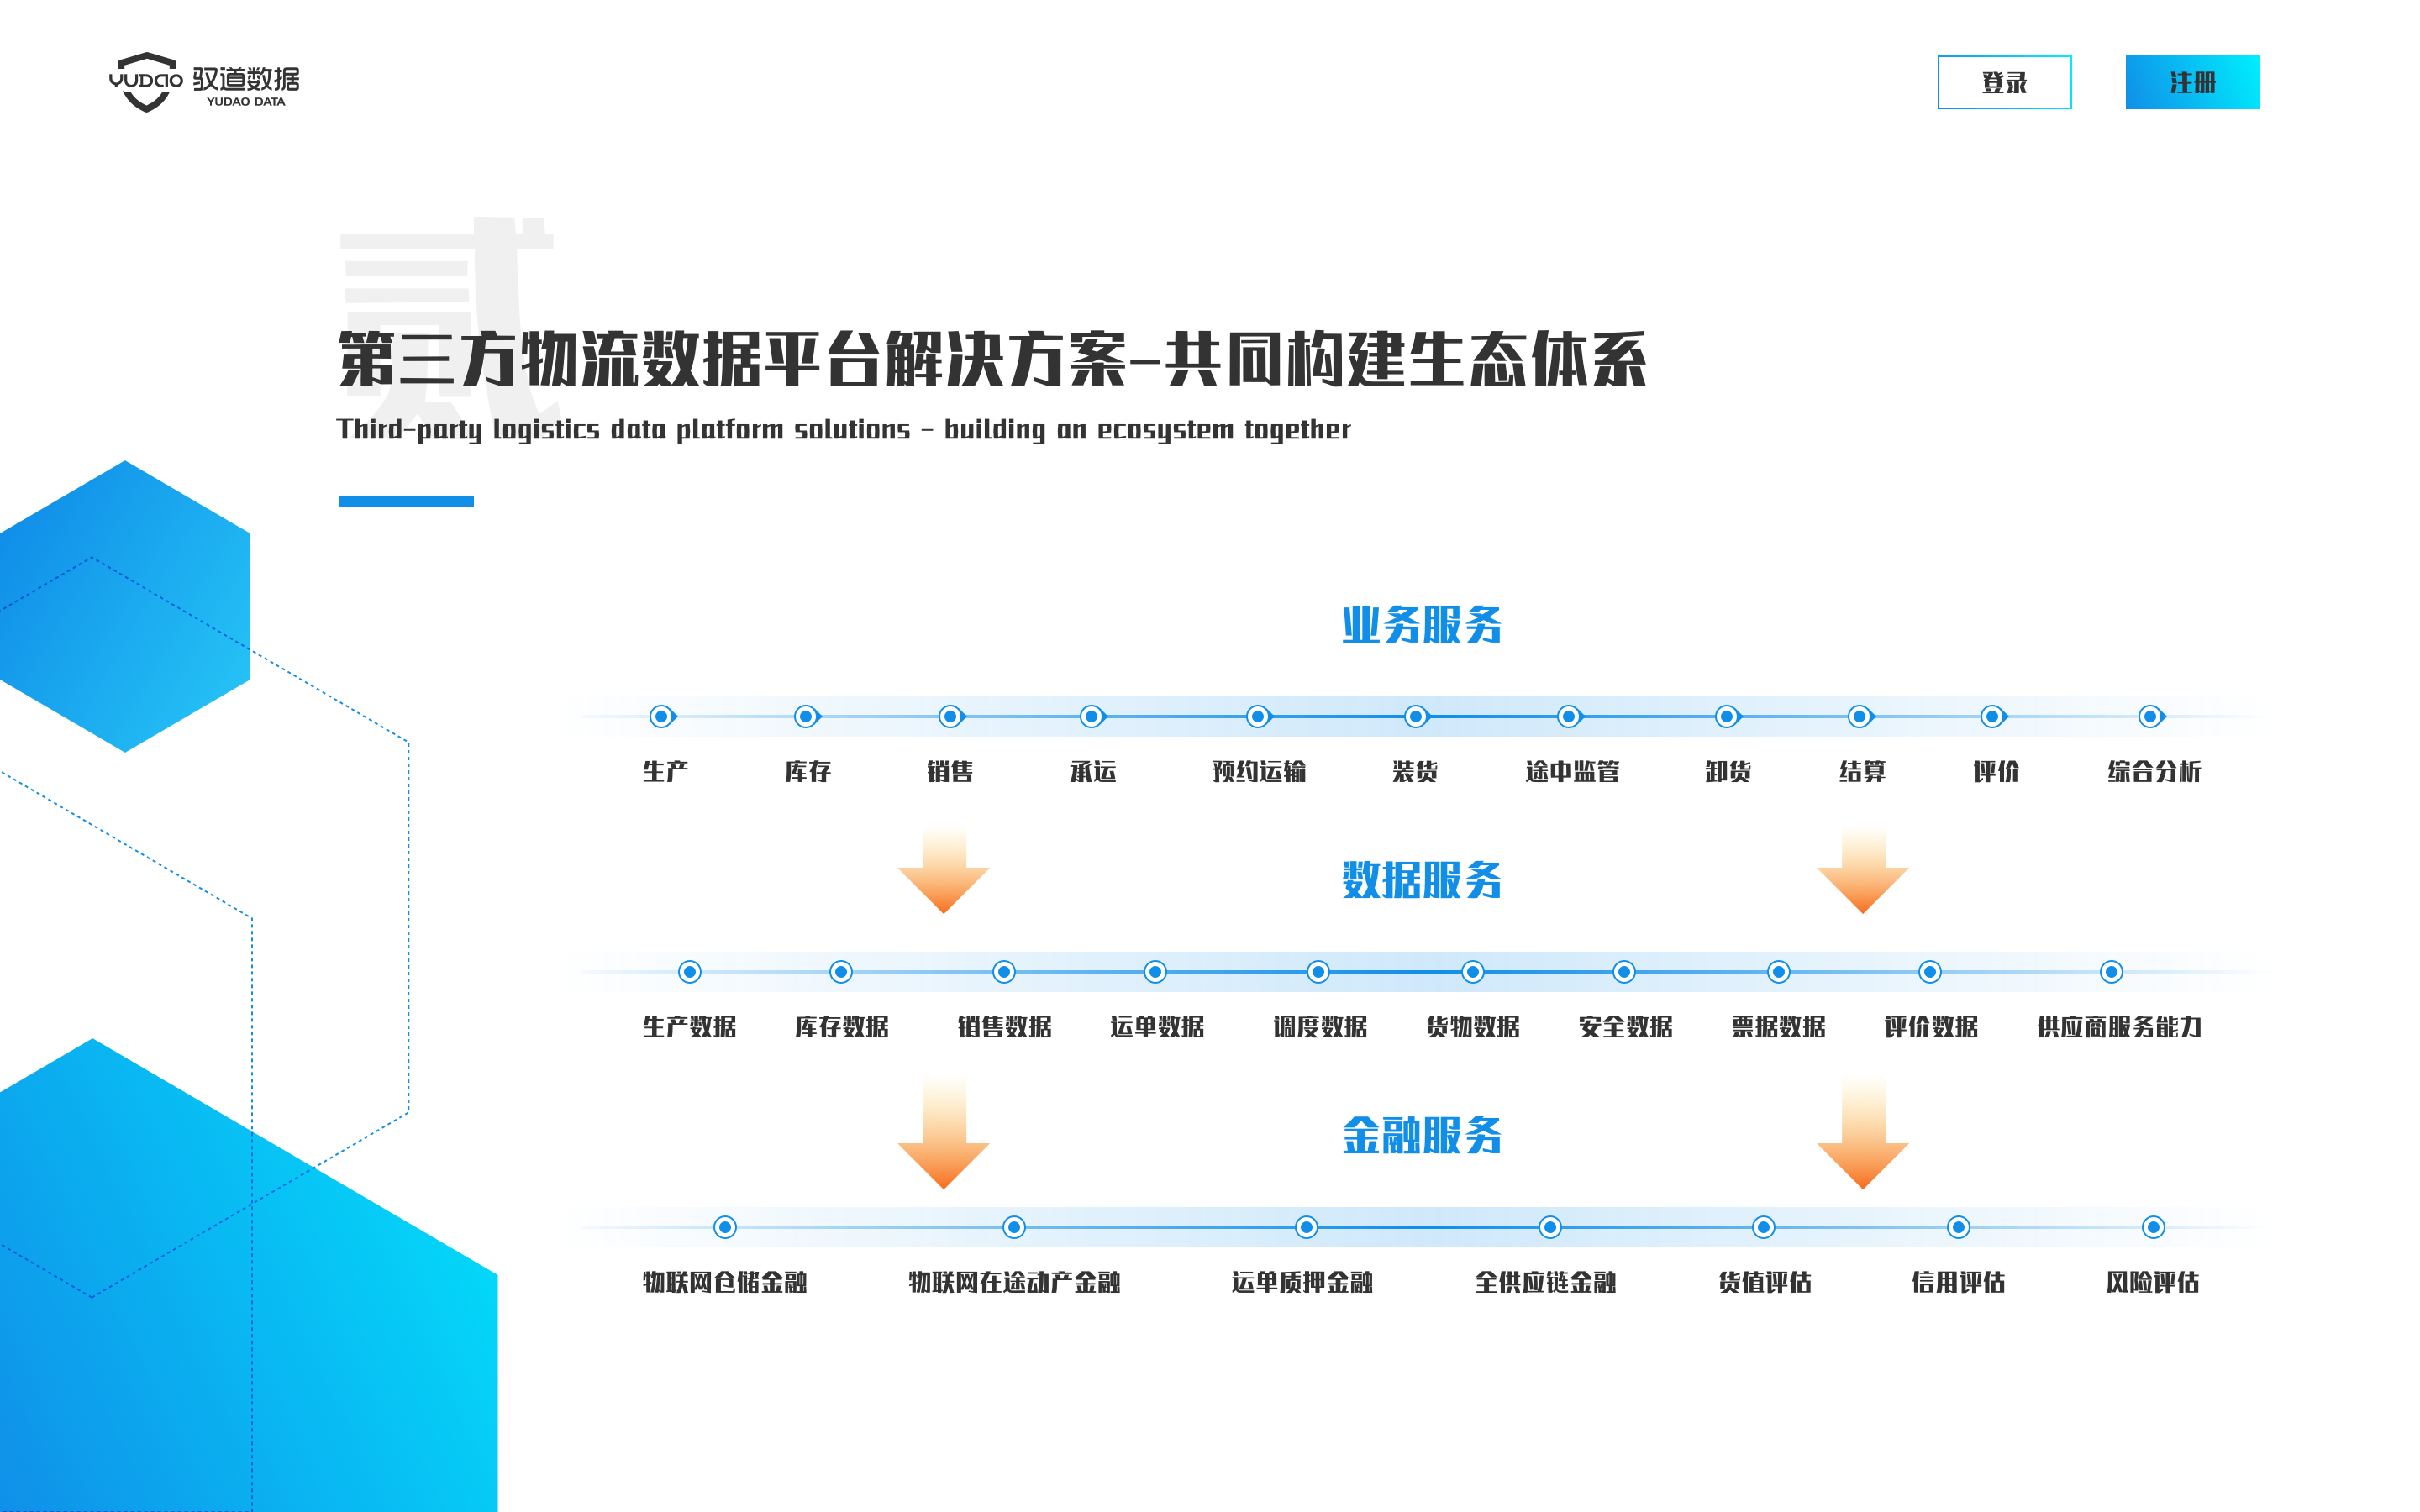 YUDAO 驭道数据
YUDAO DATA
登录
注册
贰
第三方物流数据平台解决方案-共同构建生态体系
Third-party logistics data platform solutions - building an ecosystem together
业务服务
生产 库存 销售 承运 预约运输 装货 途中监管 卸货 结算 评价 综合分析
数据服务
生产数据 库存数据 销售数据 运单数据 调度数据 货物数据 安全数据 票据数据 评价数据 供应商服务能力
金融服务
物联网仓储金融 物联网在途动产金融 运单质押金融 全供应链金融 货值评估 信用评估 风险评估